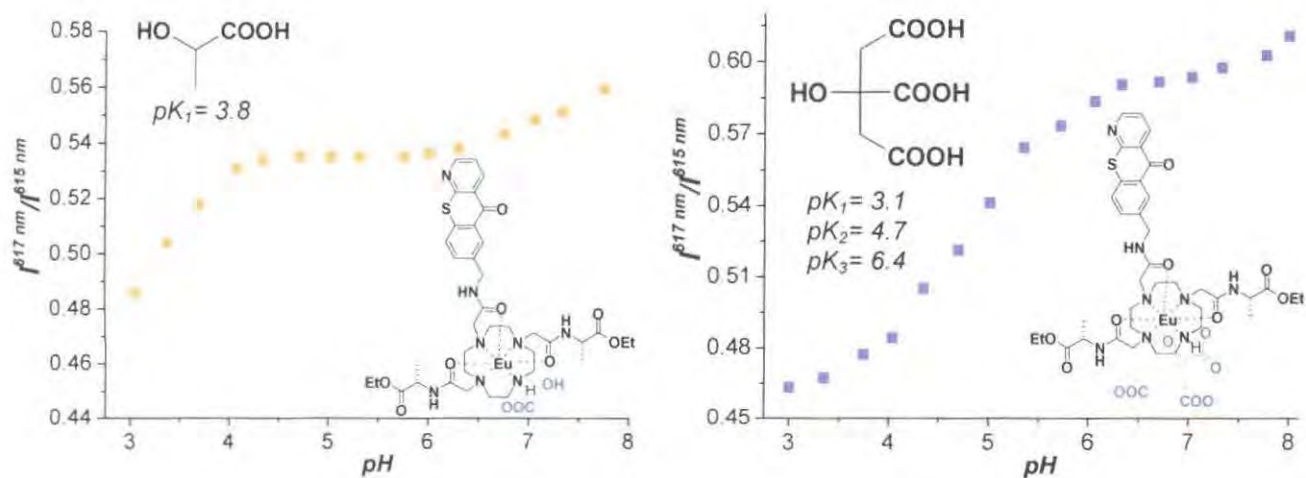 0.58
0.56
0.54
0.52
0.50
0.48
0.46
0.44
I⁶¹⁷ ⁿᵐ/I⁶¹⁵ ⁿᵐ
HO COOH
pK₁= 3.8
N
S
O
HN
O
N N
O Eu O
N N
H
N
O
OEt
EtO
O
N
H
H
OH
OOC
3 4 5 6 7 8
pH
0.60
0.57
0.54
0.51
0.48
0.45
I⁶¹⁷ ⁿᵐ/I⁶¹⁵ ⁿᵐ
COOH
HO COOH
COOH
pK₁= 3.1
pK₂= 4.7
pK₃= 6.4
N
S
O
HN
O
N N
O Eu O
N N
O O
H
N
O
OEt
EtO
O
N
H
H
O
OOC COO
3 4 5 6 7 8
pH